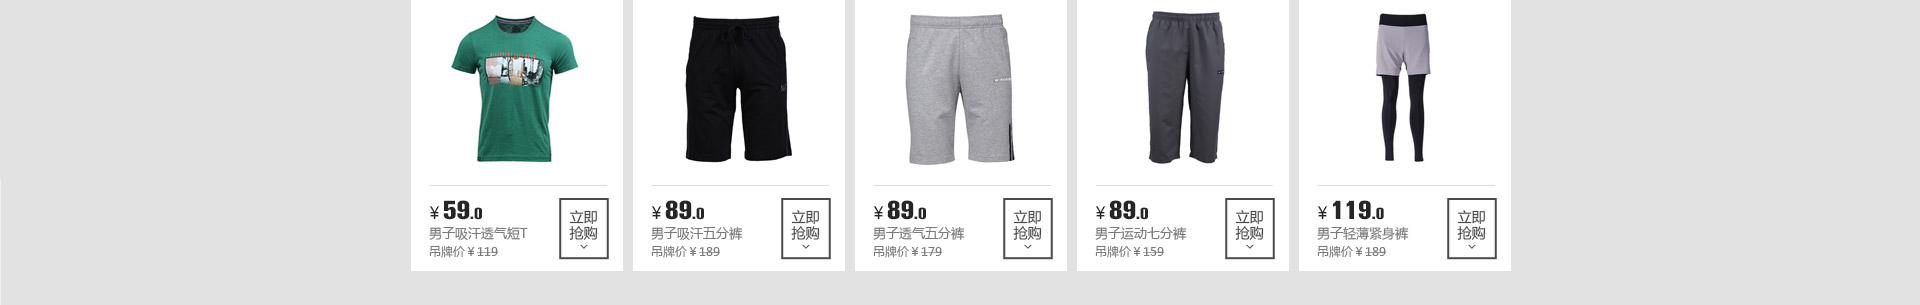 ￥59.0
男子吸汗透气短T
吊牌价￥119
立即
抢购
￥89.0
男子吸汗五分裤
吊牌价￥189
立即
抢购
￥89.0
男子透气五分裤
吊牌价￥179
立即
抢购
￥89.0
男子运动七分裤
吊牌价￥159
立即
抢购
￥119.0
男子轻薄紧身裤
吊牌价￥189
立即
抢购